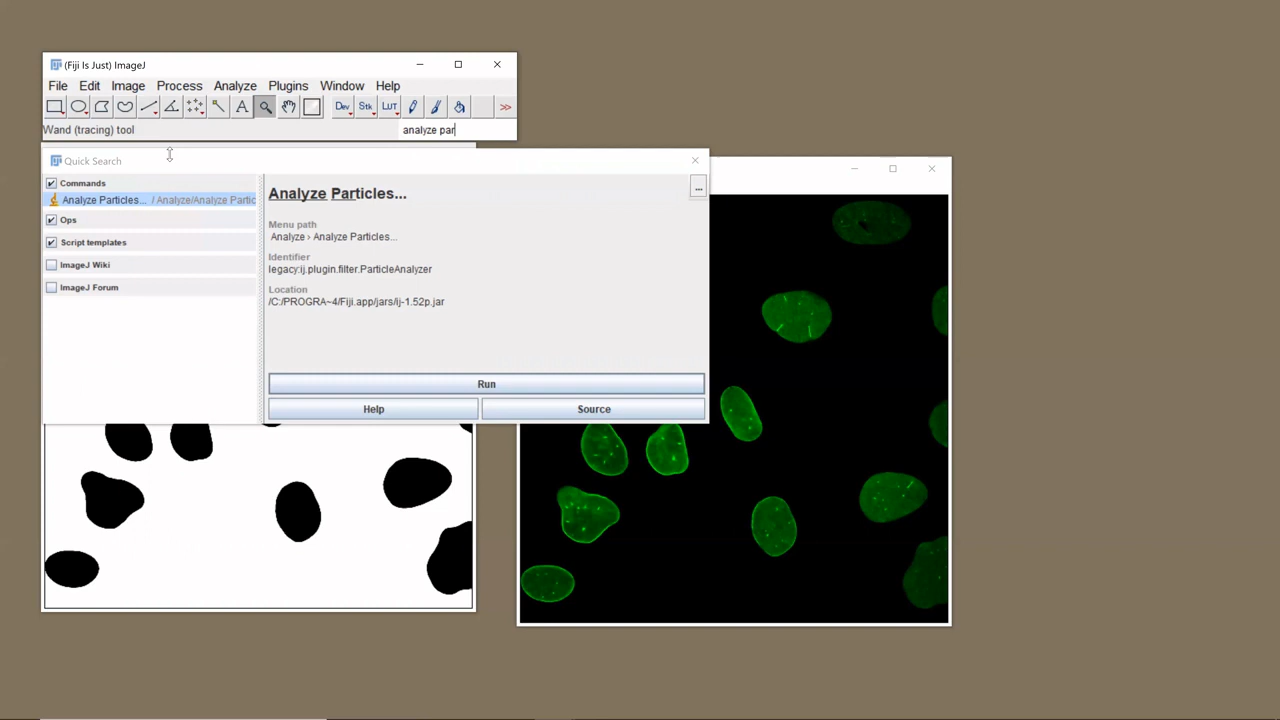 (Fiji Is Just) ImageJ
File Edit Image Process Analyze Plugins Window Help
Dev Stk LUT >>
Wand (tracing) tool
analyze par
Quick Search
Commands
Analyze Particles... / Analyze/Analyze Partic
Ops
Script templates
ImageJ Wiki
ImageJ Forum
...
Analyze Particles...
Menu path
Analyze › Analyze Particles...
Identifier
legacy:ij.plugin.filter.ParticleAnalyzer
Location
/C:/PROGRA~4/Fiji.app/jars/ij-1.52p.jar
Run
Help
Source